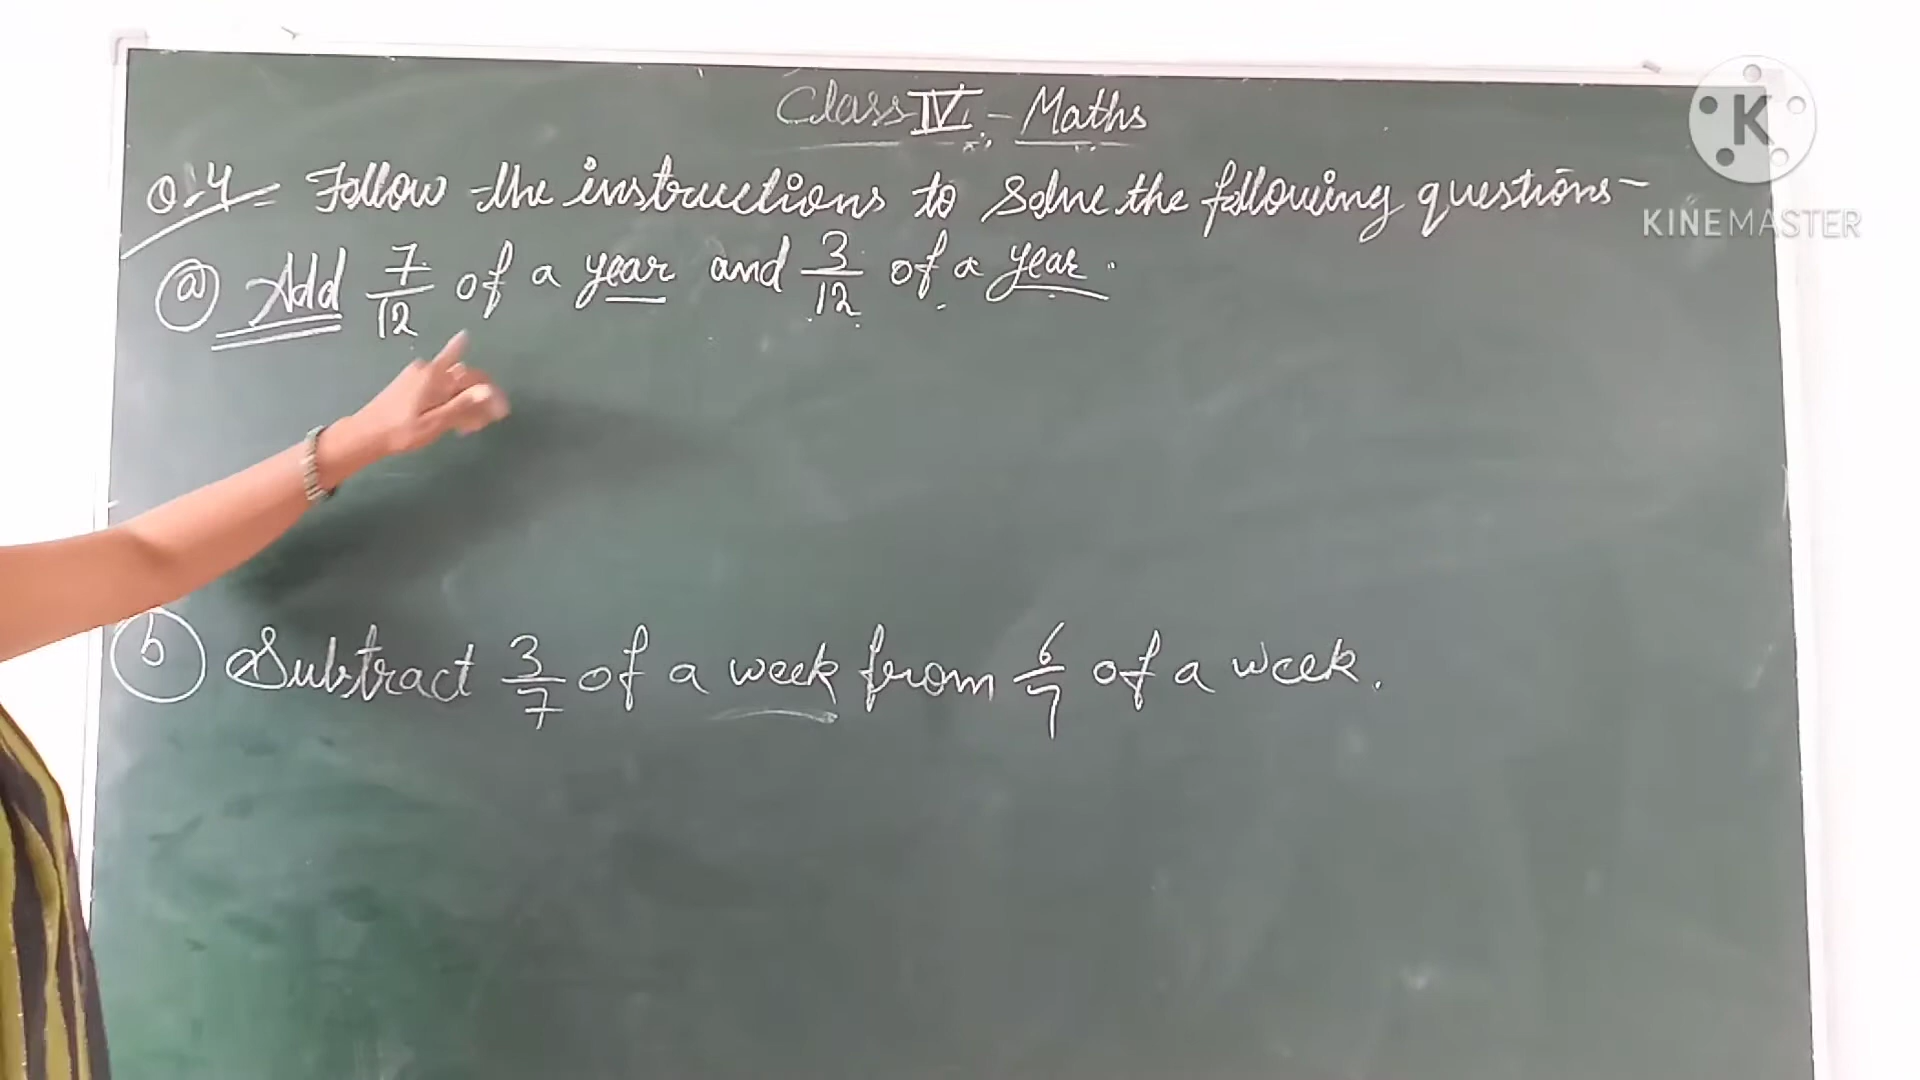 Class IV - Maths
Q.4 - Follow the instructions to solve the following questions -
(a) Add 7/12 of a year and 3/12 of a year.
(b) Subtract 3/7 of a week from 6/7 of a week.
K
KINEMASTER